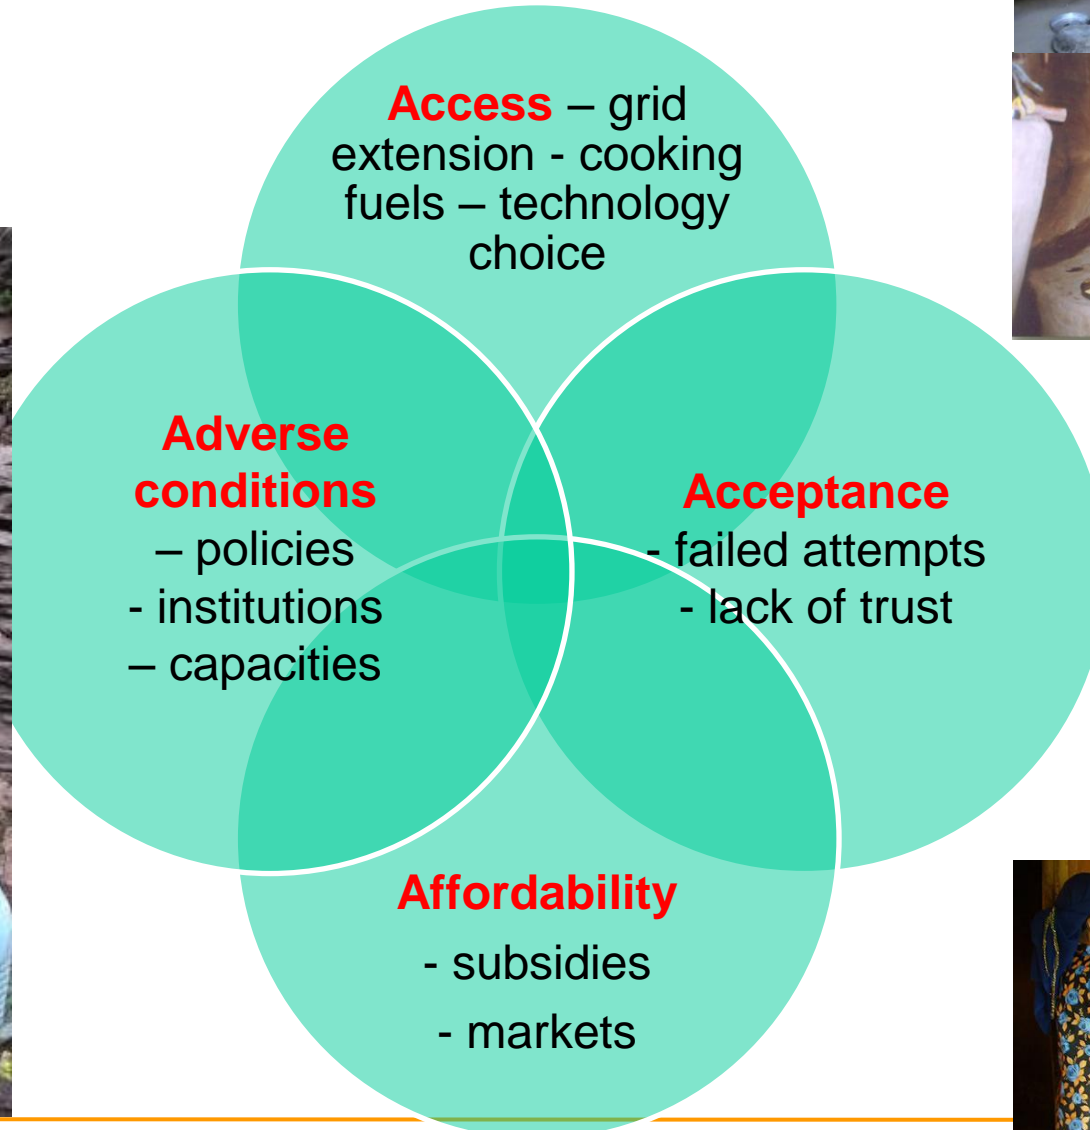 Access – grid
extension - cooking
fuels – technology
choice
Adverse
conditions
– policies
- institutions
– capacities
Acceptance
- failed attempts
- lack of trust
Affordability
- subsidies
- markets